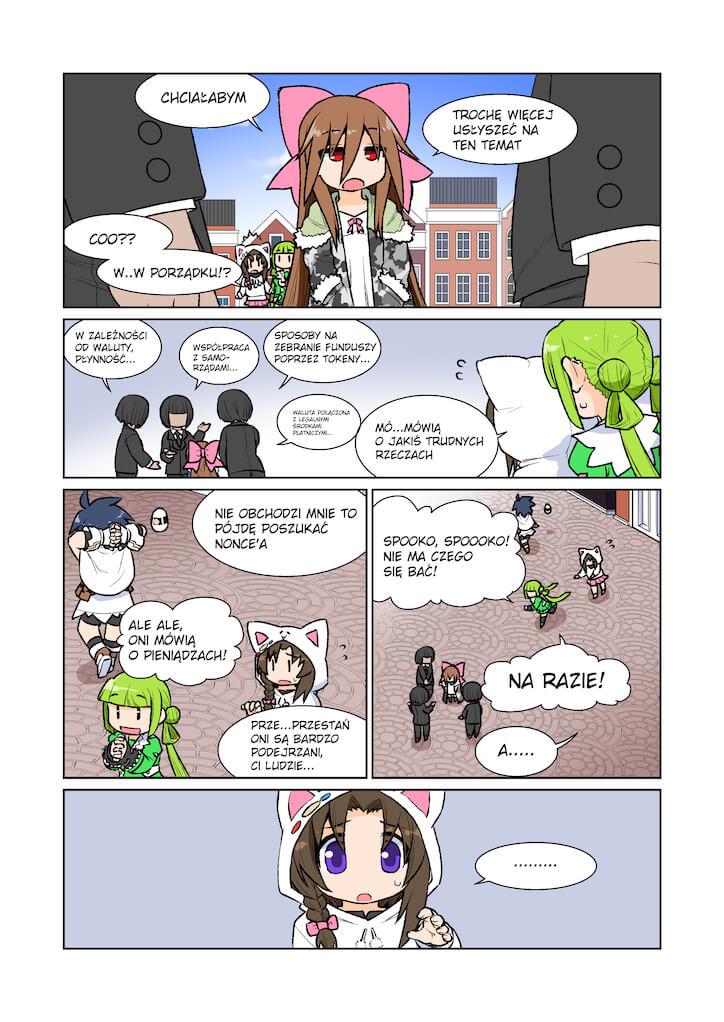 CHCIAŁABYM
TROCHĘ WIĘCEJ
USŁYSZEĆ NA
TEN TEMAT
COO??
W..W PORZĄDKU!?
W ZALEŻNOŚCI
OD WALUTY,
PŁYNNOŚĆ...
WSPÓŁPRACA
Z SAMO-
RZĄDAMI...
SPOSOBY NA
ZEBRANIE FUNDUSZY
POPRZEZ TOKENY...
WALUTA POŁĄCZONA
Z LEGALNYMI
ŚRODKAMI
PŁATNICZYMI...
MÓ...MÓWIĄ
O JAKIŚ TRUDNYCH
RZECZACH
NIE OBCHODZI MNIE TO
PÓJDĘ POSZUKAĆ
NONCE'A
ALE ALE,
ONI MÓWIĄ
O PIENIĄDZACH!
PRZE...PRZESTAŃ
ONI SĄ BARDZO
PODEJRZANI,
CI LUDZIE...
SPOOKO, SPOOOKO!
NIE MA CZEGO
SIĘ BAĆ!
NA RAZIE!
A.....
.........